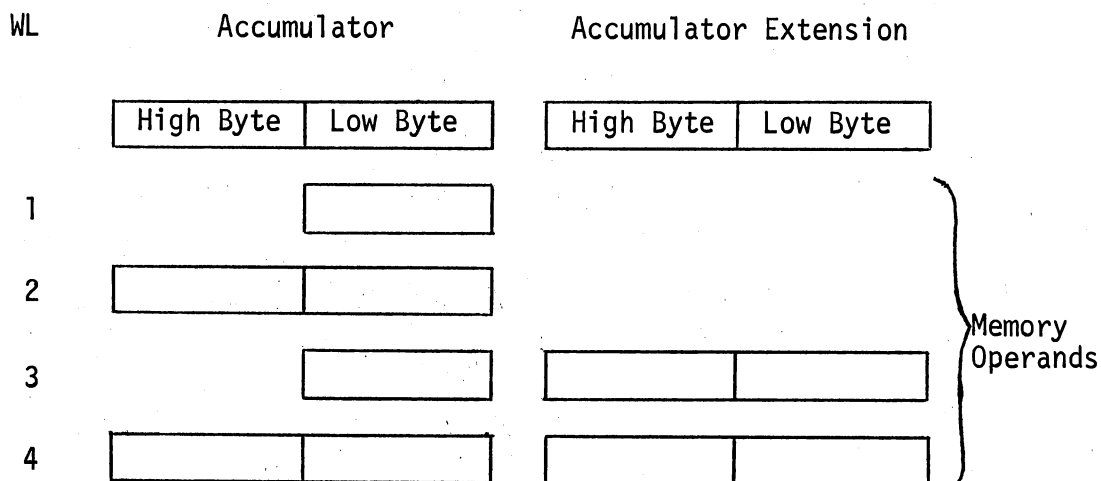 WL Accumulator Accumulator Extension
High Byte Low Byte High Byte Low Byte
1
2
Memory
Operands
3
4